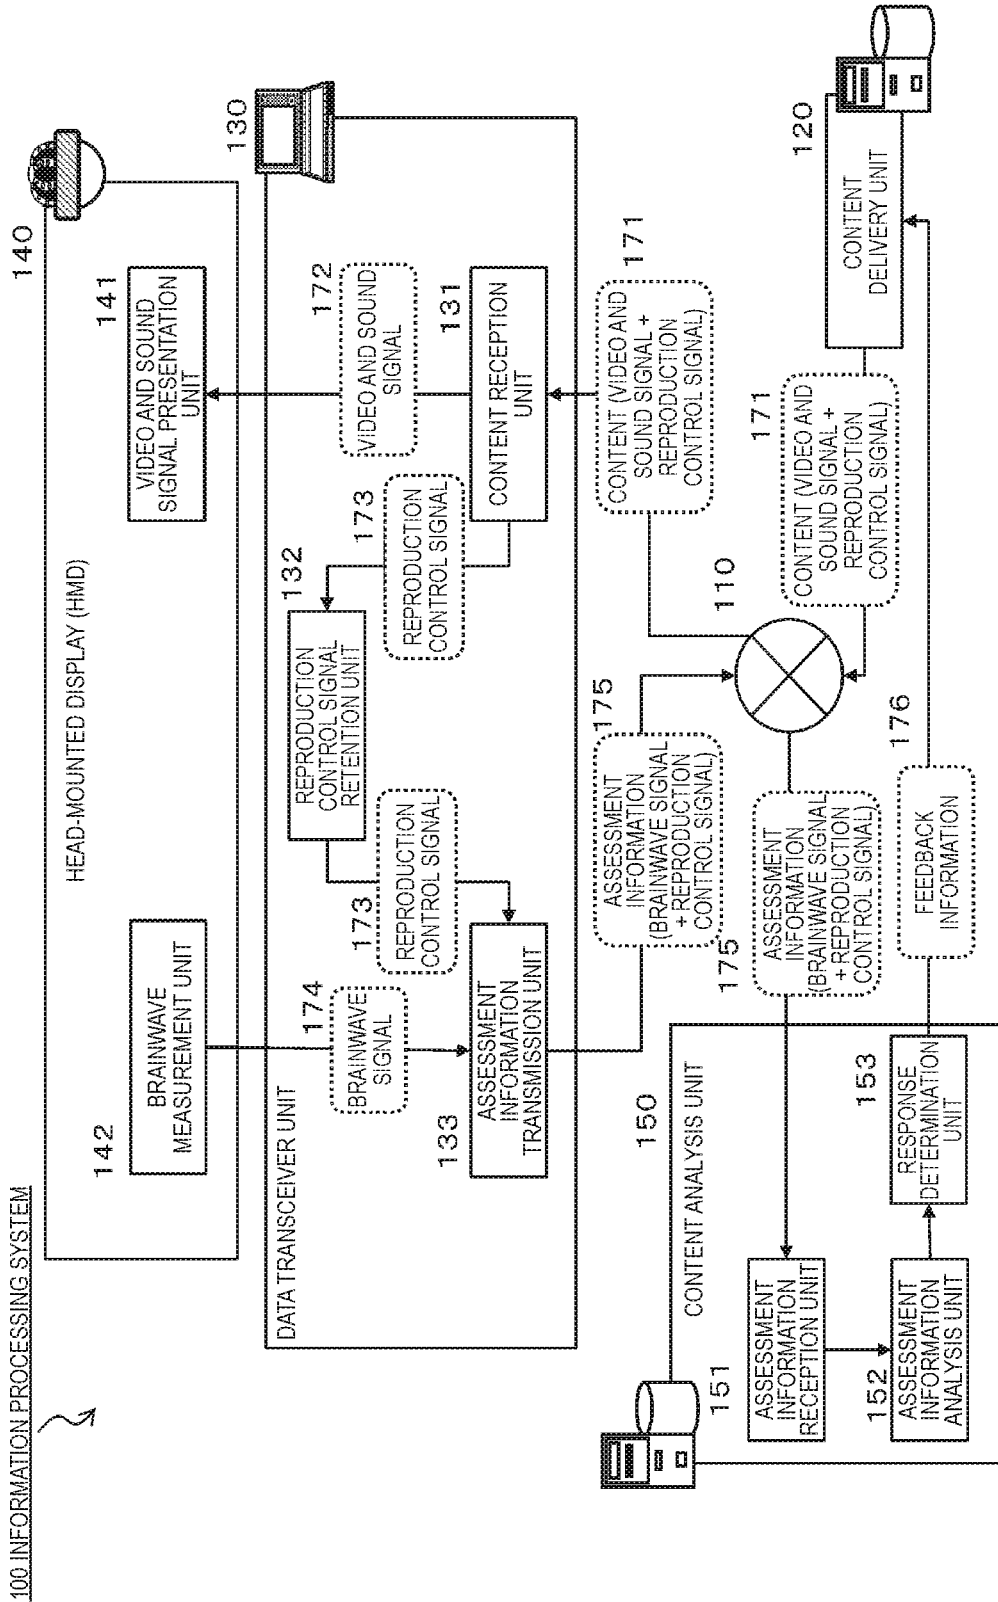 100 INFORMATION PROCESSING SYSTEM
140
HEAD-MOUNTED DISPLAY (HMD)
142
BRAINWAVE
MEASUREMENT UNIT
141
VIDEO AND SOUND
SIGNAL PRESENTATION
UNIT
130
DATA TRANSCEIVER UNIT
174
BRAINWAVE
SIGNAL
173
REPRODUCTION
CONTROL SIGNAL
132
REPRODUCTION
CONTROL SIGNAL
RETENTION UNIT
173
REPRODUCTION
CONTROL SIGNAL
172
VIDEO AND SOUND
SIGNAL
133
ASSESSMENT
INFORMATION
TRANSMISSION UNIT
131
CONTENT RECEPTION
UNIT
175
ASSESSMENT
INFORMATION
(BRAINWAVE SIGNAL
+ REPRODUCTION
CONTROL SIGNAL)
171
CONTENT (VIDEO AND
SOUND SIGNAL +
REPRODUCTION
CONTROL SIGNAL)
110
150
CONTENT ANALYSIS UNIT
175
ASSESSMENT
INFORMATION
(BRAINWAVE SIGNAL
+ REPRODUCTION
CONTROL SIGNAL)
171
CONTENT (VIDEO AND
SOUND SIGNAL +
REPRODUCTION
CONTROL SIGNAL)
120
CONTENT
DELIVERY UNIT
151
ASSESSMENT
INFORMATION
RECEPTION UNIT
152
ASSESSMENT
INFORMATION
ANALYSIS UNIT
153
RESPONSE
DETERMINATION
UNIT
176
FEEDBACK
INFORMATION